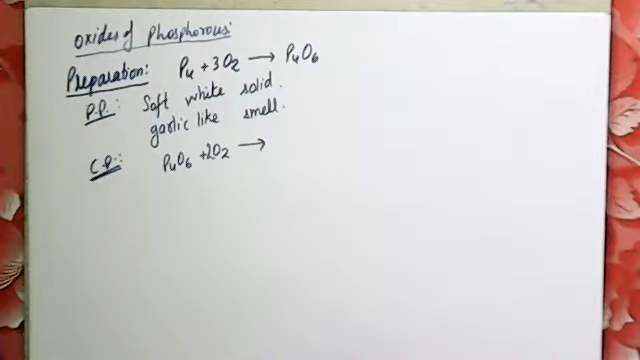 Oxides of Phosphorous:
Preparation: P₄ + 3O₂ → P₄O₆
P.P.: Soft white solid.
garlic like smell.
C.P.: P₄O₆ + 2O₂ →